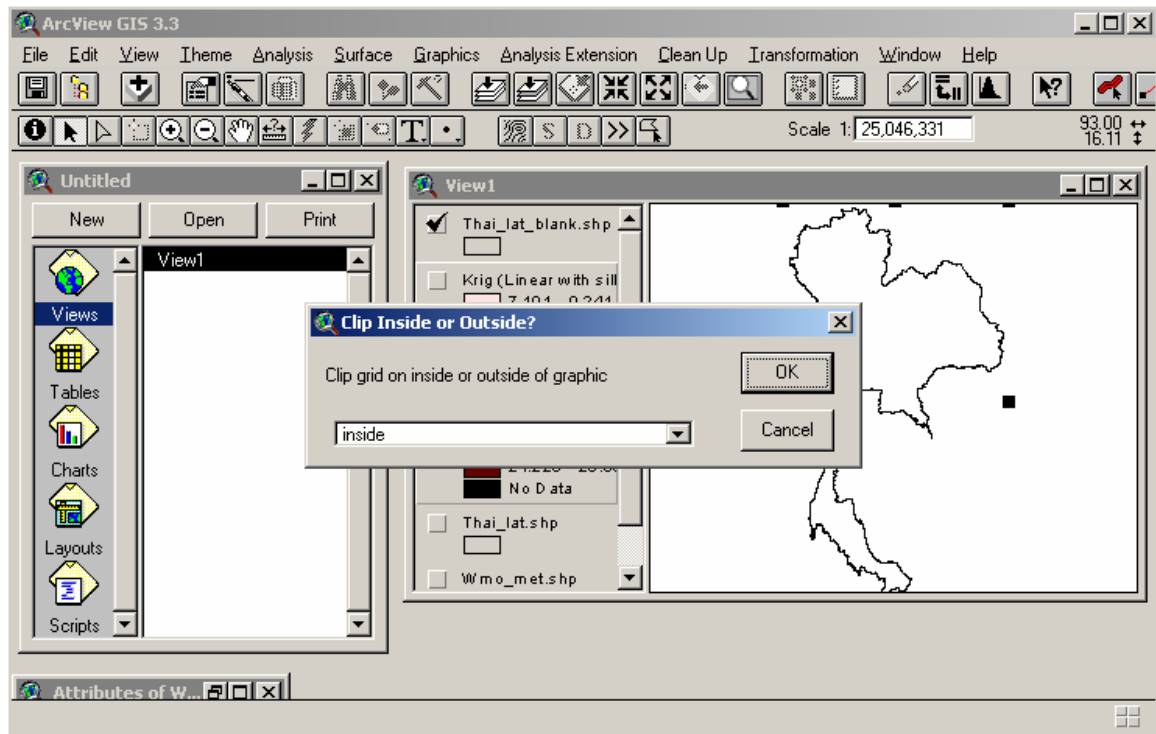 ArcView GIS 3.3
File Edit View Theme Analysis Surface Graphics Analysis Extension Clean Up Transformation Window Help
Scale 1: 25,046,331
93.00
16.11
Untitled
New Open Print
View1
Views
Tables
Charts
Layouts
Scripts
View1
Thai_lat_blank.shp
Krig (Linear with sill
Clip Inside or Outside?
Clip grid on inside or outside of graphic
OK
inside
Cancel
No Data
Thai_lat.shp
Wmo_met.shp
Attributes of W...